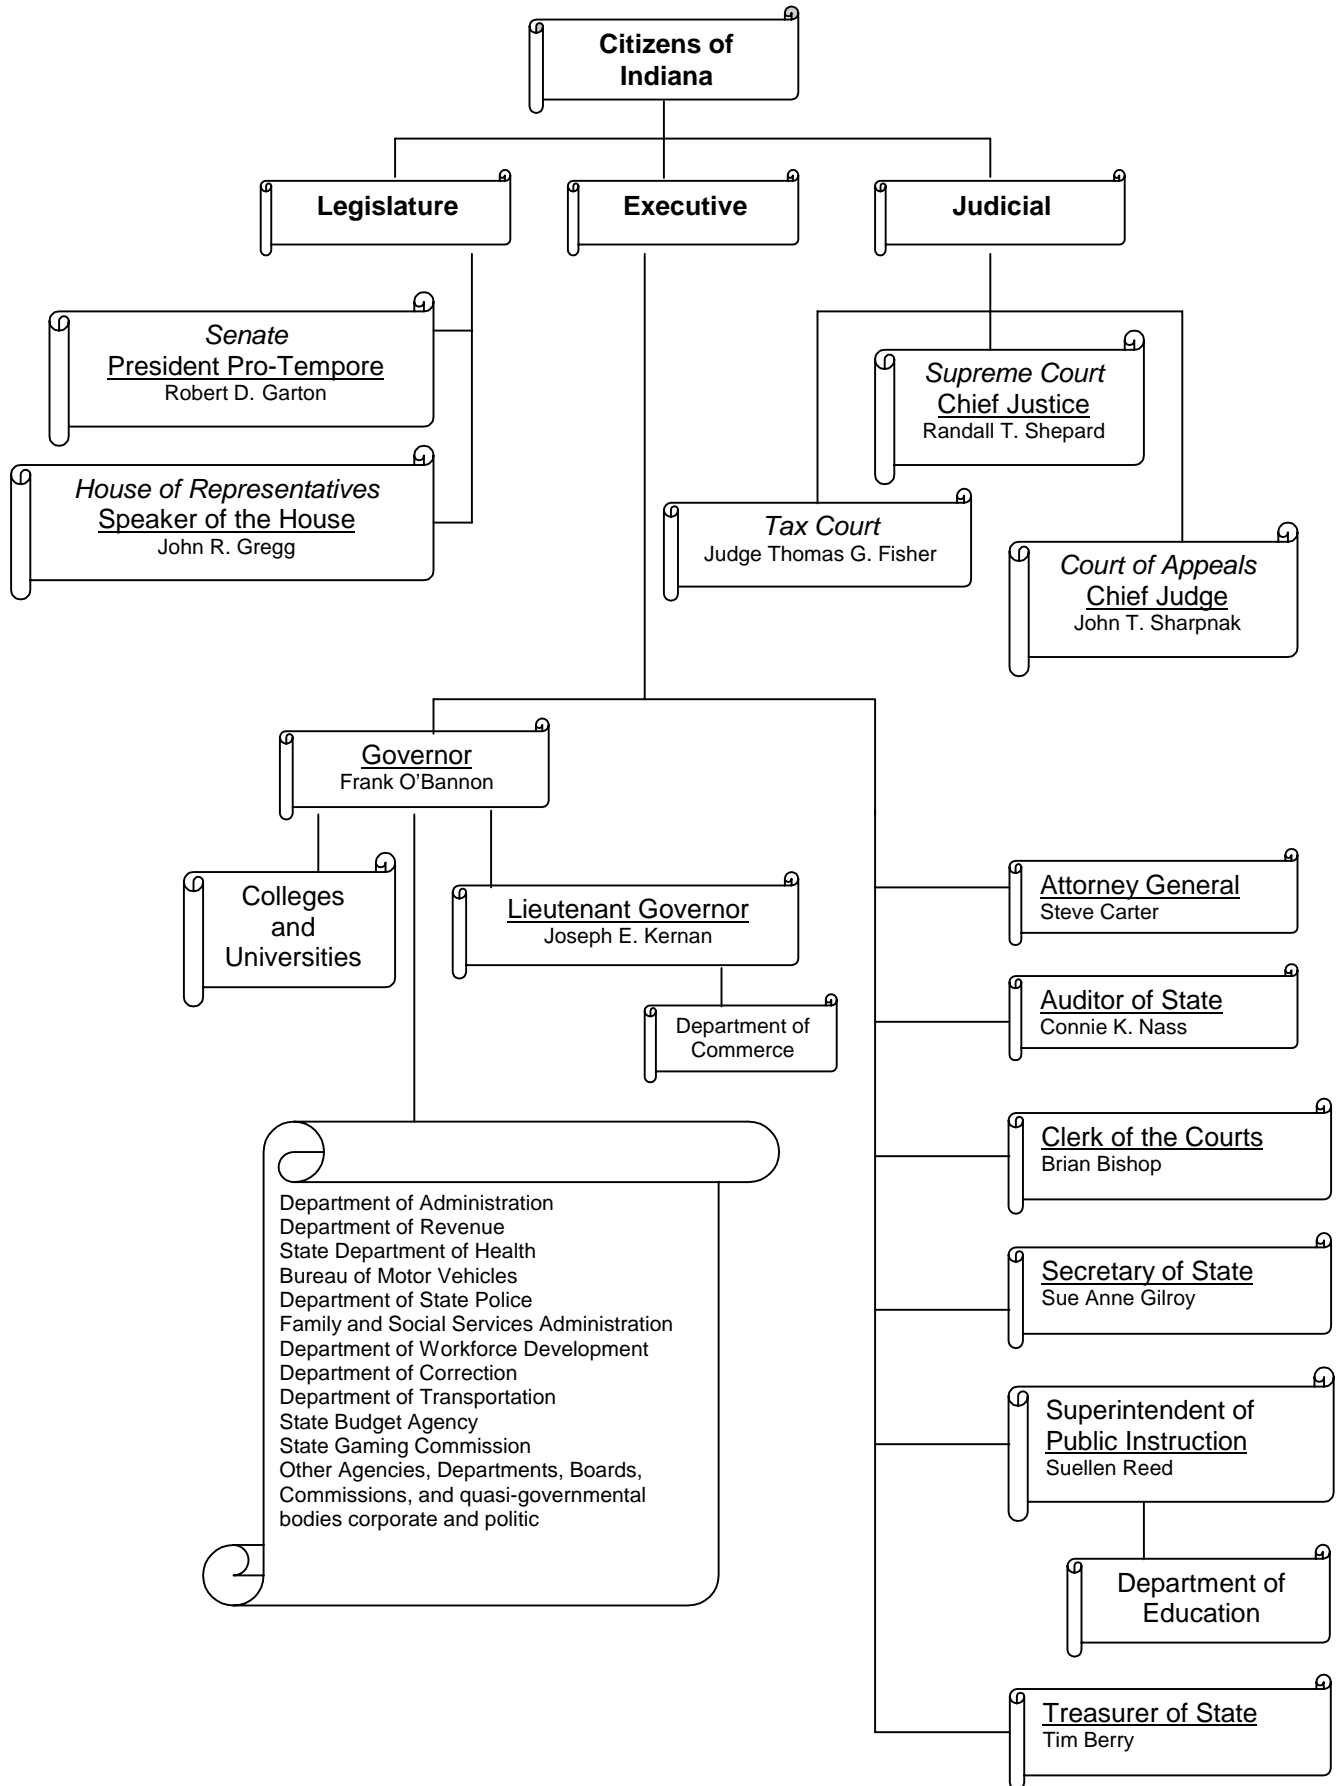 Citizens of
Indiana
Legislature
Executive
Judicial
Senate
President Pro-Tempore
Robert D. Garton
House of Representatives
Speaker of the House
John R. Gregg
Supreme Court
Chief Justice
Randall T. Shepard
Tax Court
Judge Thomas G. Fisher
Court of Appeals
Chief Judge
John T. Sharpnak
Governor
Frank O’Bannon
Colleges
and
Universities
Lieutenant Governor
Joseph E. Kernan
Department of
Commerce
Department of Administration
Department of Revenue
State Department of Health
Bureau of Motor Vehicles
Department of State Police
Family and Social Services Administration
Department of Workforce Development
Department of Correction
Department of Transportation
State Budget Agency
State Gaming Commission
Other Agencies, Departments, Boards,
Commissions, and quasi-governmental
bodies corporate and politic
Attorney General
Steve Carter
Auditor of State
Connie K. Nass
Clerk of the Courts
Brian Bishop
Secretary of State
Sue Anne Gilroy
Superintendent of
Public Instruction
Suellen Reed
Department of
Education
Treasurer of State
Tim Berry